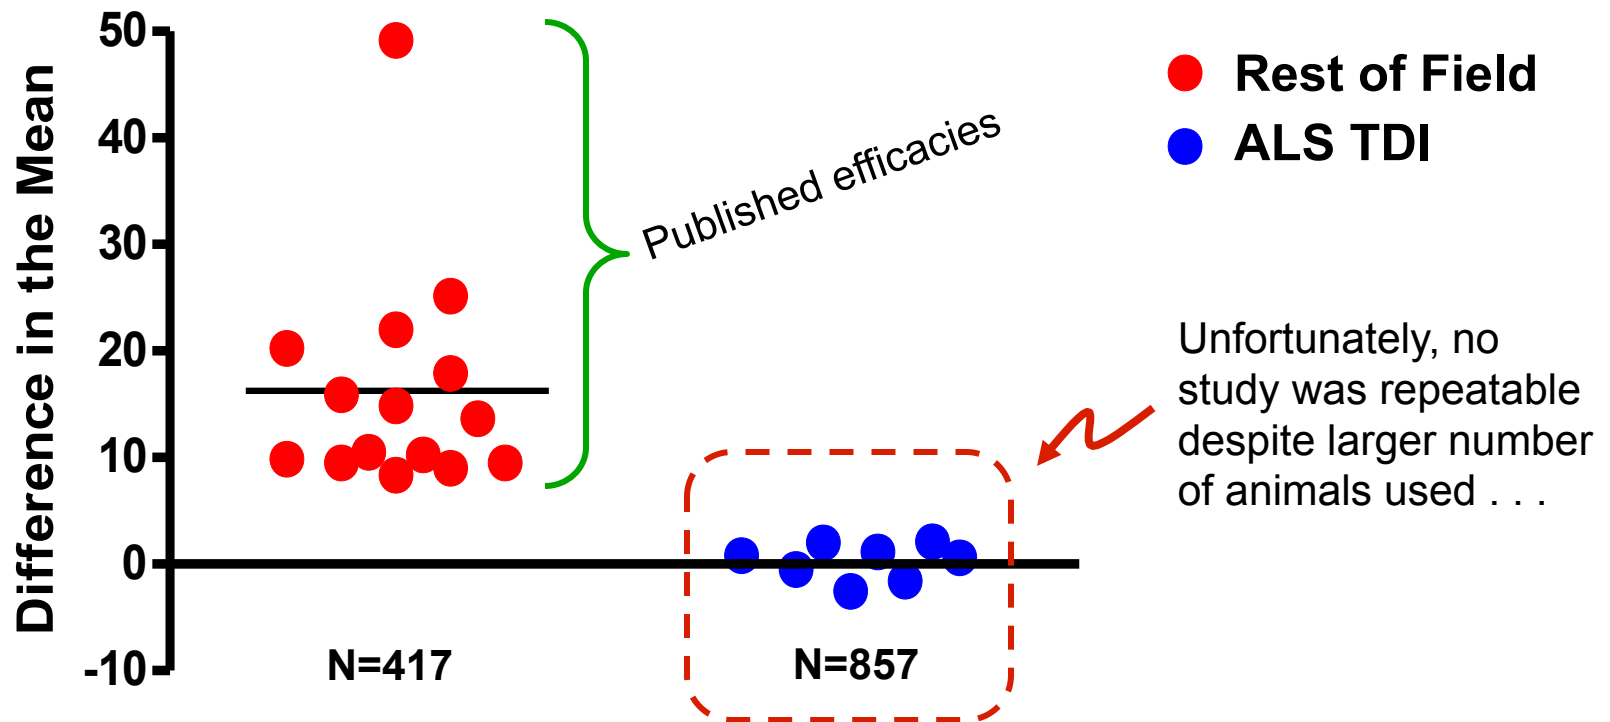 50
40
30
20
10
0
-10
Difference in the Mean
Published efficacies
Rest of Field
ALS TDI
Unfortunately, no
study was repeatable
despite larger number
of animals used . . .
N=417
N=857